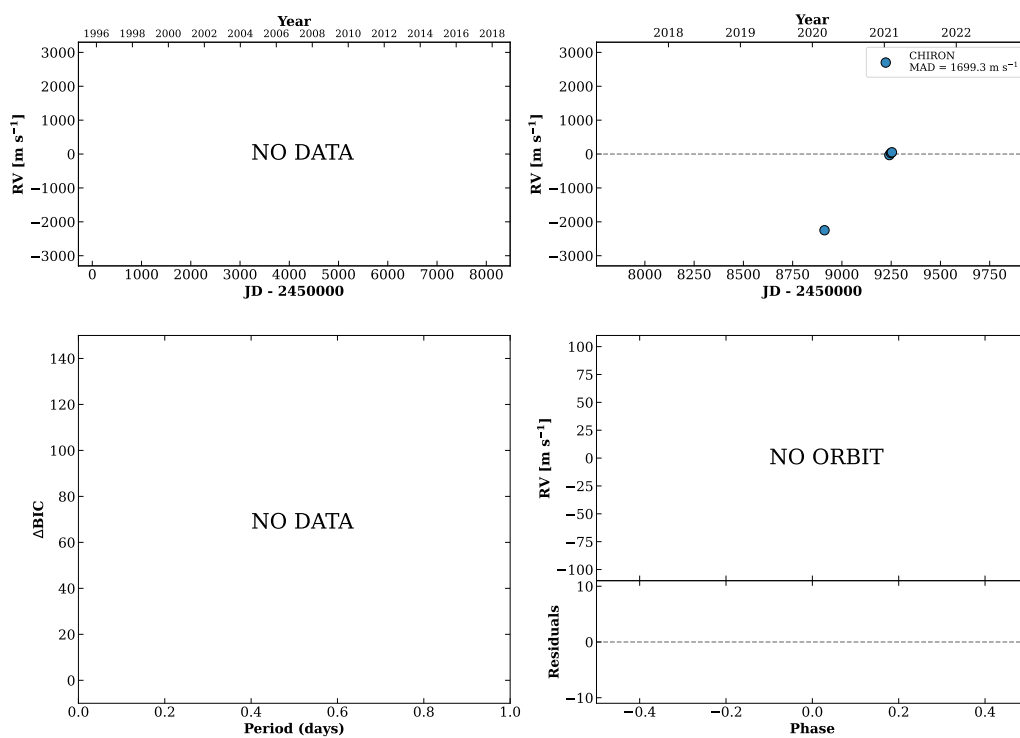 Year
1996 1998 2000 2002 2004 2006 2008 2010 2012 2014 2016 2018
3000
2000
1000
0
−1000
−2000
−3000
RV [m s⁻¹]
NO DATA
0 1000 2000 3000 4000 5000 6000 7000 8000
JD - 2450000
Year
2018 2019 2020 2021 2022
3000
2000
1000
0
−1000
−2000
−3000
RV [m s⁻¹]
CHIRON
MAD = 1699.3 m s⁻¹
8000 8250 8500 8750 9000 9250 9500 9750
JD - 2450000
140
120
100
80
60
40
20
0
ΔBIC
NO DATA
0.0 0.2 0.4 0.6 0.8 1.0
Period (days)
100
75
50
25
0
−25
−50
−75
−100
RV [m s⁻¹]
NO ORBIT
10
0
−10
Residuals
−0.4 −0.2 0.0 0.2 0.4
Phase